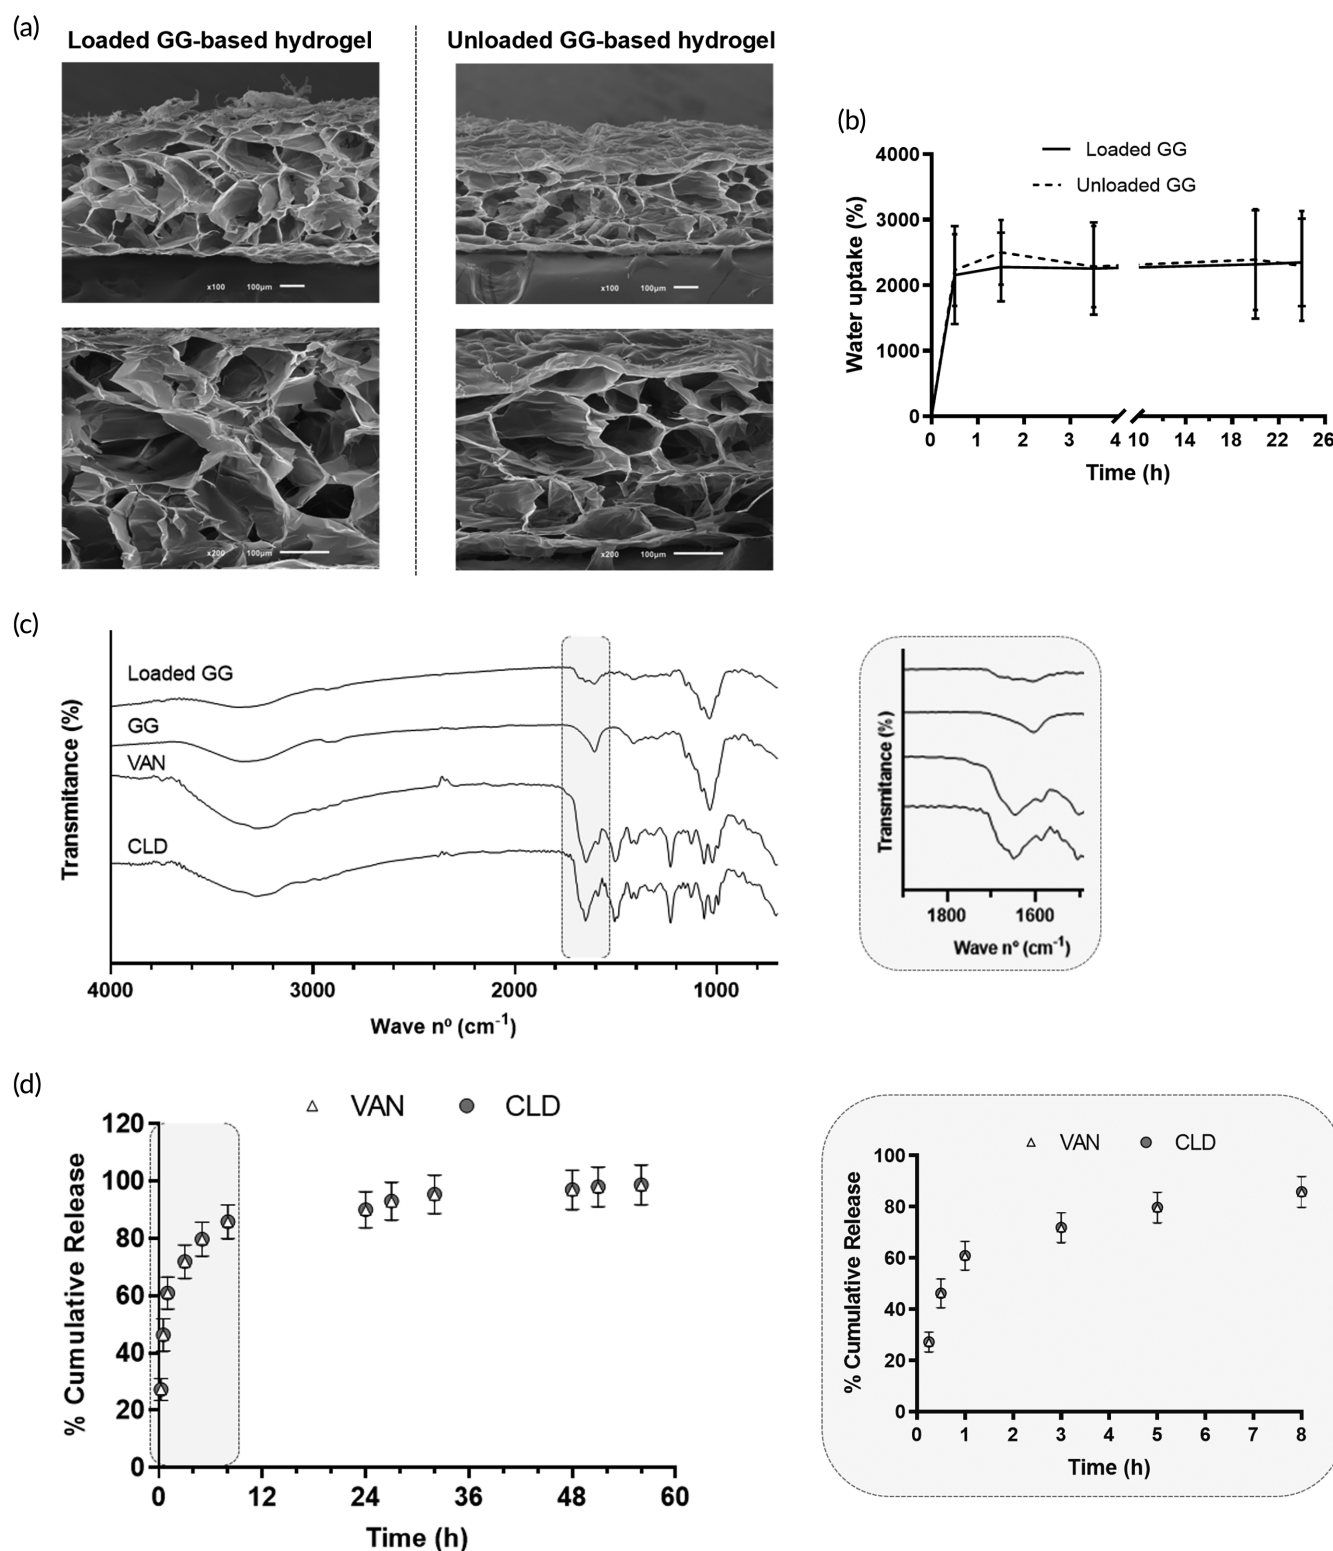 (a)
Loaded GG-based hydrogel
Unloaded GG-based hydrogel
x100 100µm
x100 100µm
x200 100µm
x200 100µm
(b)
Loaded GG
Unloaded GG
4000
3000
2000
1000
0
Water uptake (%)
0 1 2 3 4 10 14 18 22 26
Time (h)
(c)
Loaded GG
GG
VAN
CLD
Transmitance (%)
4000 3000 2000 1000
Wave nº (cm-1)
Transmitance (%)
1800 1600
Wave nº (cm-1)
(d)
VAN CLD
120
100
80
60
40
20
0
% Cumulative Release
0 12 24 36 48 60
Time (h)
VAN CLD
100
80
60
40
20
0
% Cumulative Release
0 1 2 3 4 5 6 7 8
Time (h)